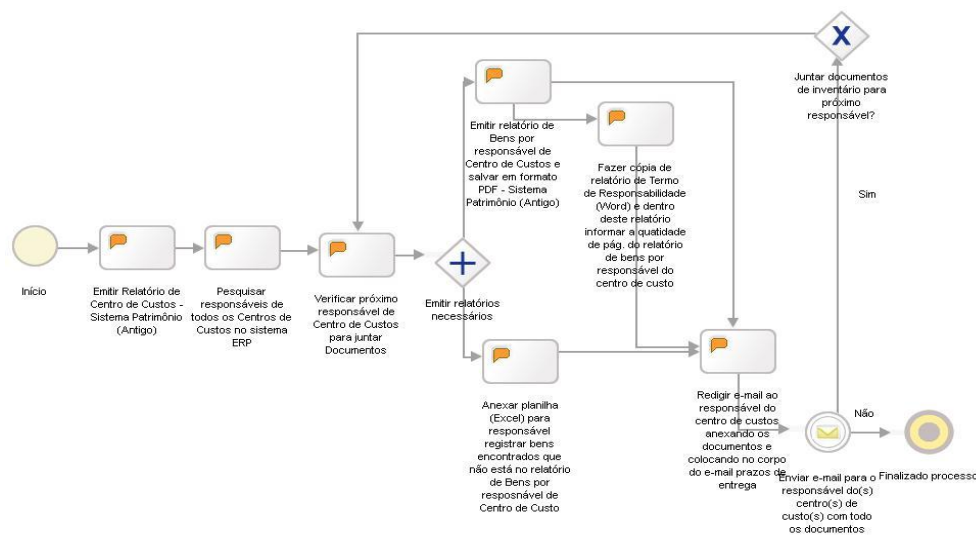 Juntar documentos
de inventário para
próximo
responsável?
Emitir relatório de
Bens por
responsável de
Centro de Custos e
salvar em formato
PDF - Sistema
Patrimônio (Antigo)
Fazer cópia de
relatório de Termo
de Responsabilidade
(Word) e dentro
deste relatório
informar a quatidade
de pág. do relatório
de bens por
responsável do
centro de custo
Sim
Início
Emitir Relatório de
Centro de Custos -
Sistema Patrimônio
(Antigo)
Pesquisar
responsáveis de
todos os Centros de
Custos no sistema
ERP
Verificar próximo
responsável de
Centro de Custos
para juntar
Documentos
Emitir relatórios
necessários
Anexar planilha
(Excel) para
responsável
registrar bens
encontrados que
não está no relatório
de Bens por
resposnável de
Centro de Custo
Redigir e-mail ao
responsável do
centro de custos
anexando os
documentos e
colocando no corpo
do e-mail prazos de
entrega
Não
Enviar e-mail para o
responsável do(s)
centro(s) de
custo(s) com todo
os documentos
Finalizado processo